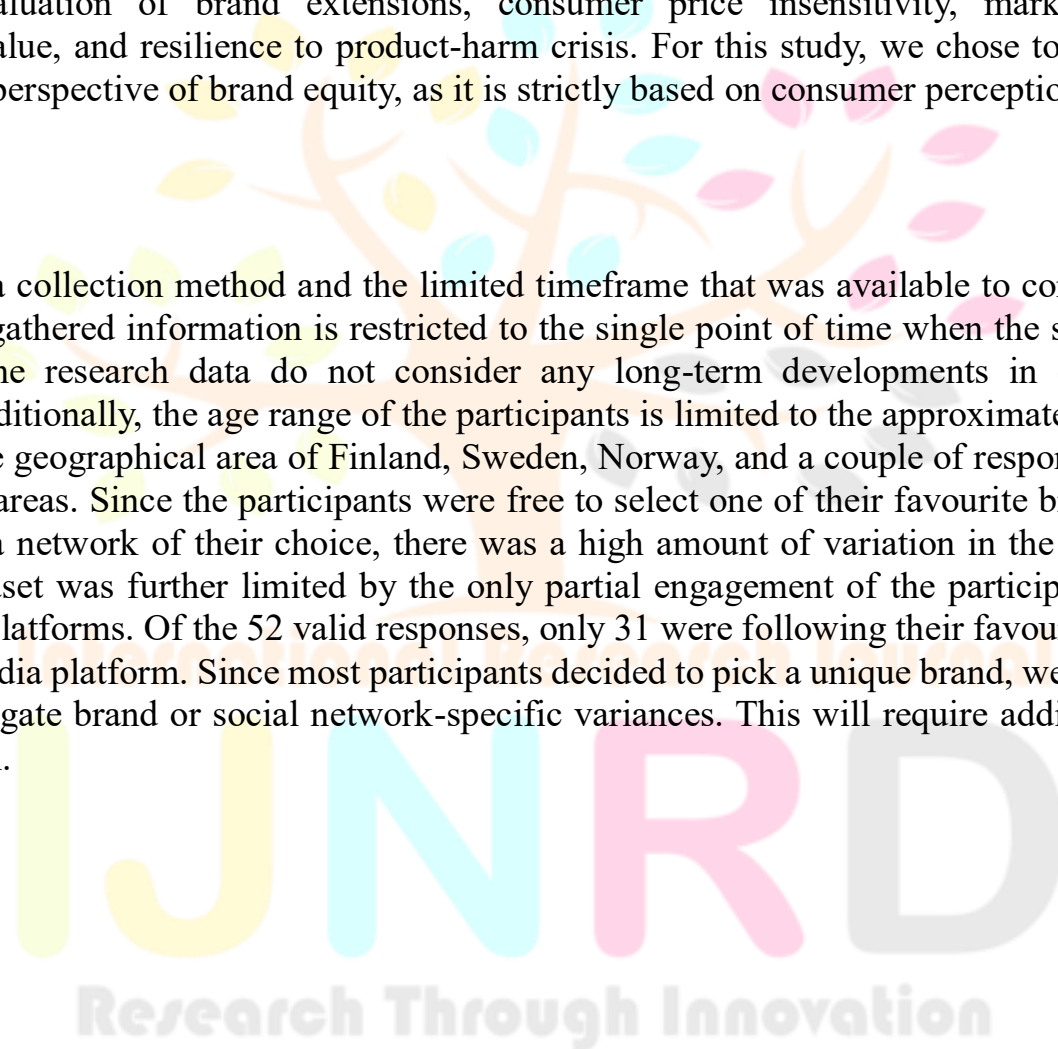 aluation of brand extensions, consumer price insensitivity, mark
alue, and resilience to product-harm crisis. For this study, we chose to
perspective of brand equity, as it is strictly based on consumer perceptio
a collection method and the limited timeframe that was available to co
gathered information is restricted to the single point of time when the s
he research data do not consider any long-term developments in
ditionally, the age range of the participants is limited to the approximate
e geographical area of Finland, Sweden, Norway, and a couple of respo
areas. Since the participants were free to select one of their favourite b
a network of their choice, there was a high amount of variation in the
aset was further limited by the only partial engagement of the particip
latforms. Of the 52 valid responses, only 31 were following their favou
International Research Journal
dia platform. Since most participants decided to pick a unique brand, we
gate brand or social network-specific variances. This will require addi
.
IJNRD
Research Through Innovation